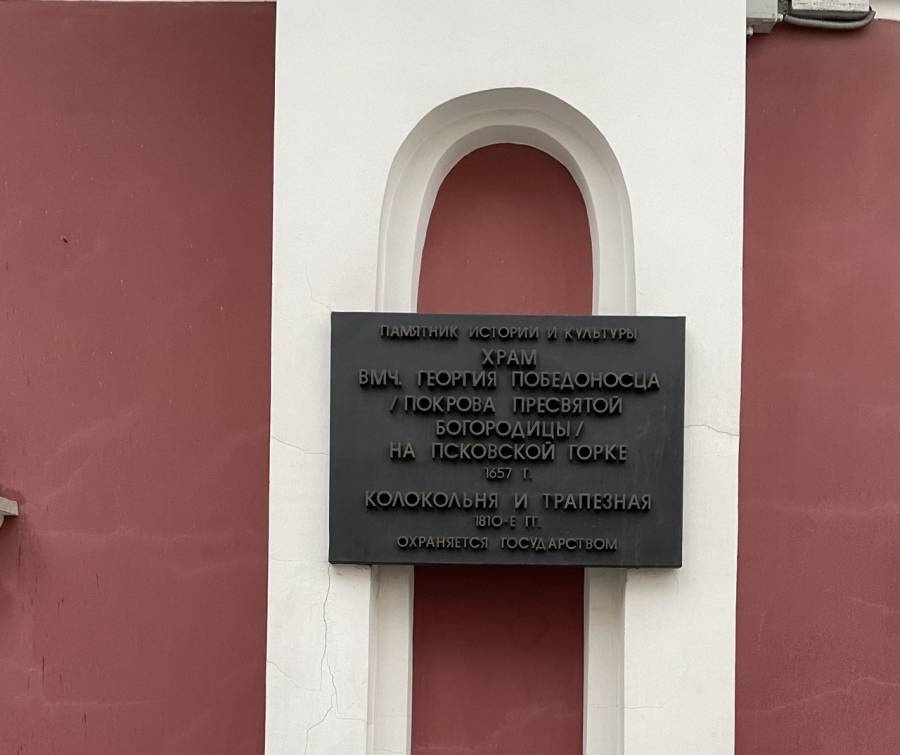 ПАМЯТНИК ИСТОРИИ И КУЛЬТУРЫ
ХРАМ
ВМЧ. ГЕОРГИЯ ПОБЕДОНОСЦА
/ПОКРОВА ПРЕСВЯТОЙ
БОГОРОДИЦЫ/
НА ПСКОВСКОЙ ГОРКЕ
1657 Г.
КОЛОКОЛЬНЯ И ТРАПЕЗНАЯ
1810-Е ГГ.
ОХРАНЯЕТСЯ ГОСУДАРСТВОМ